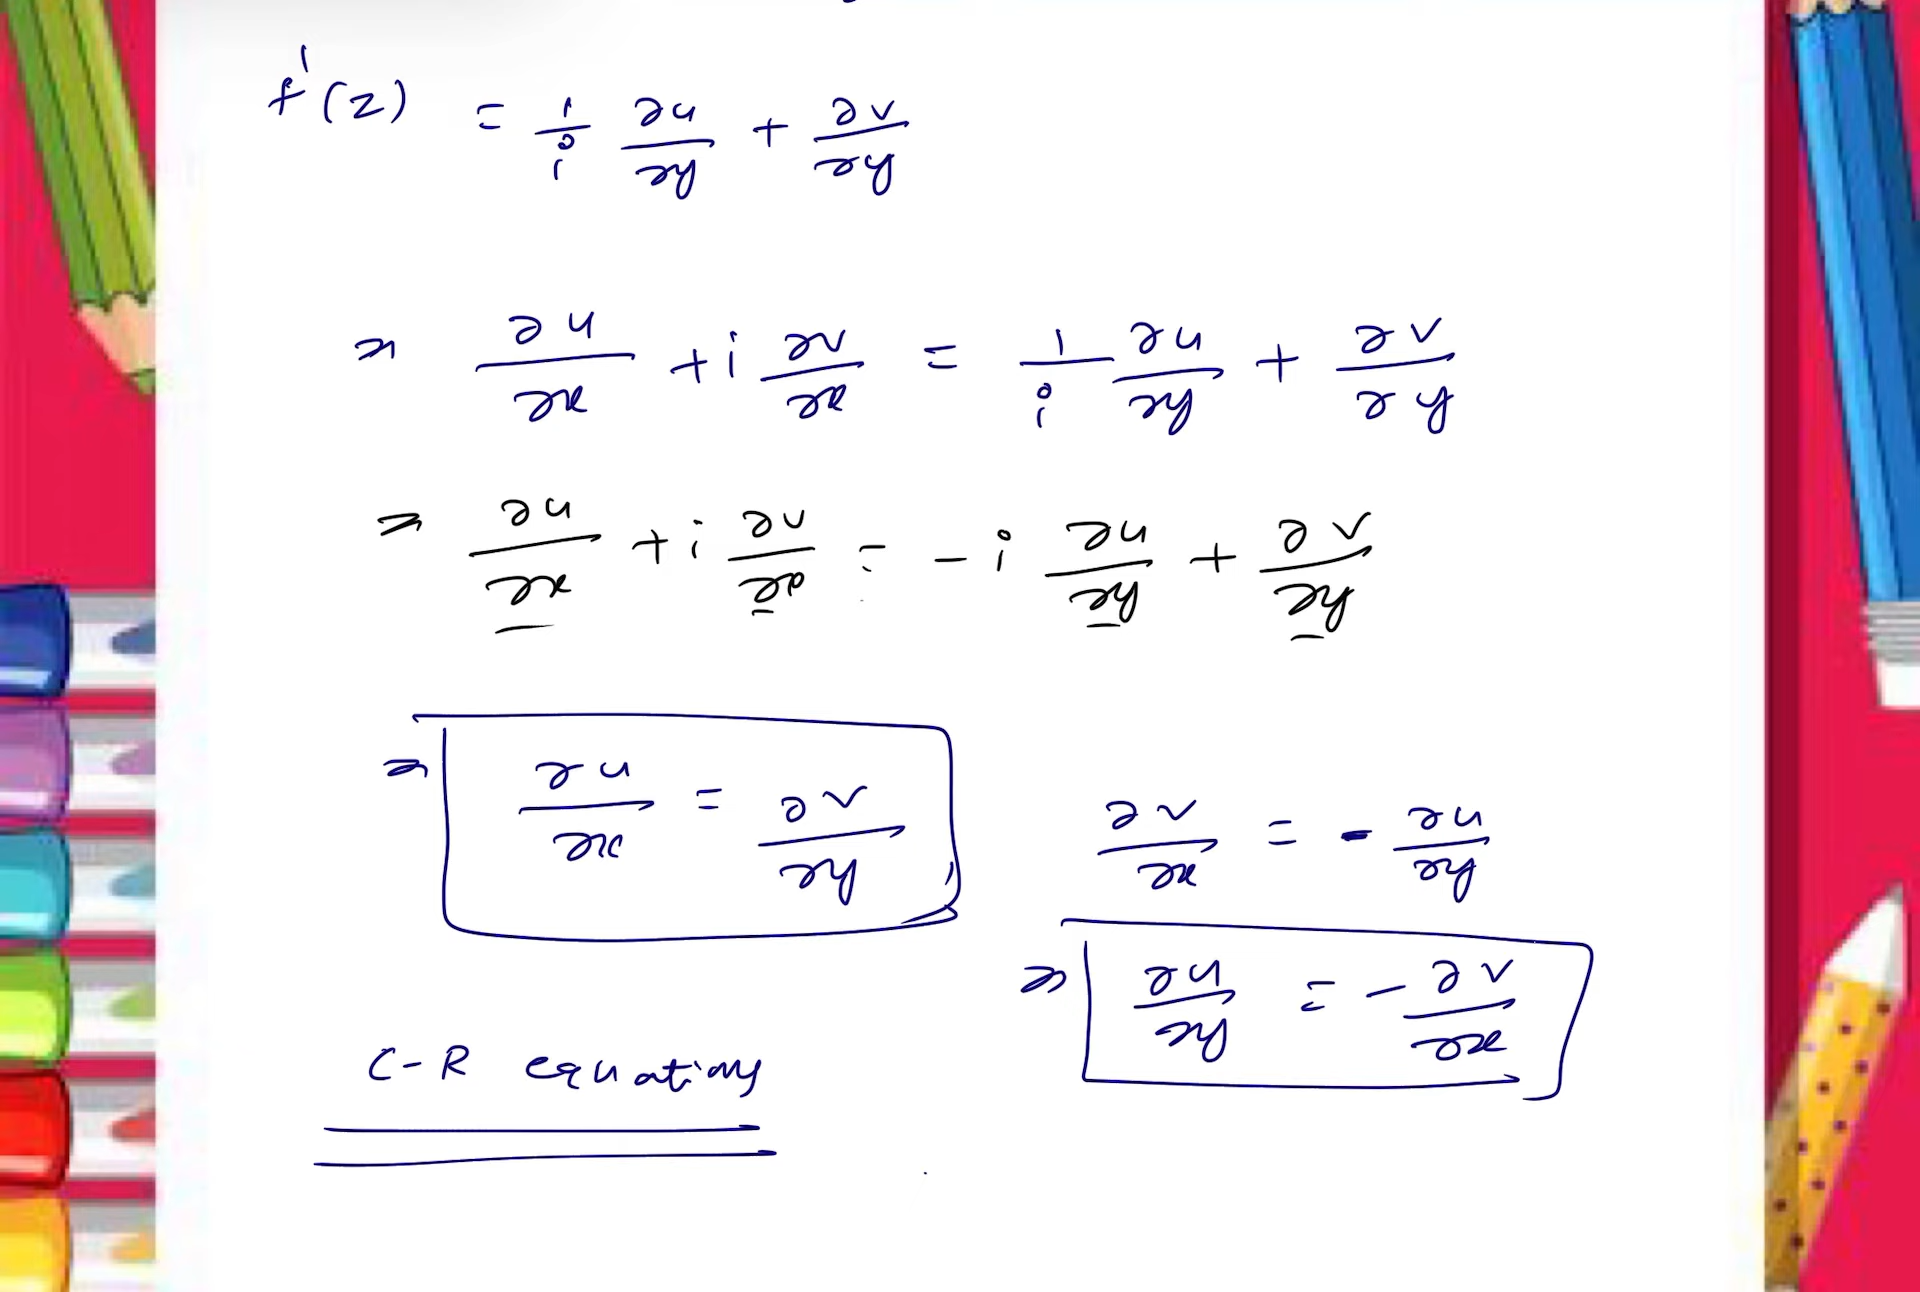 f'(z) = 1/i ∂u/∂y + ∂v/∂y
⇒ ∂u/∂x + i ∂v/∂x = 1/i ∂u/∂y + ∂v/∂y
⇒ ∂u/∂x + i ∂v/∂x = - i ∂u/∂y + ∂v/∂y
⇒ ∂u/∂x = ∂v/∂y
∂v/∂x = - ∂u/∂y
⇒ ∂u/∂y = - ∂v/∂x
C-R equations